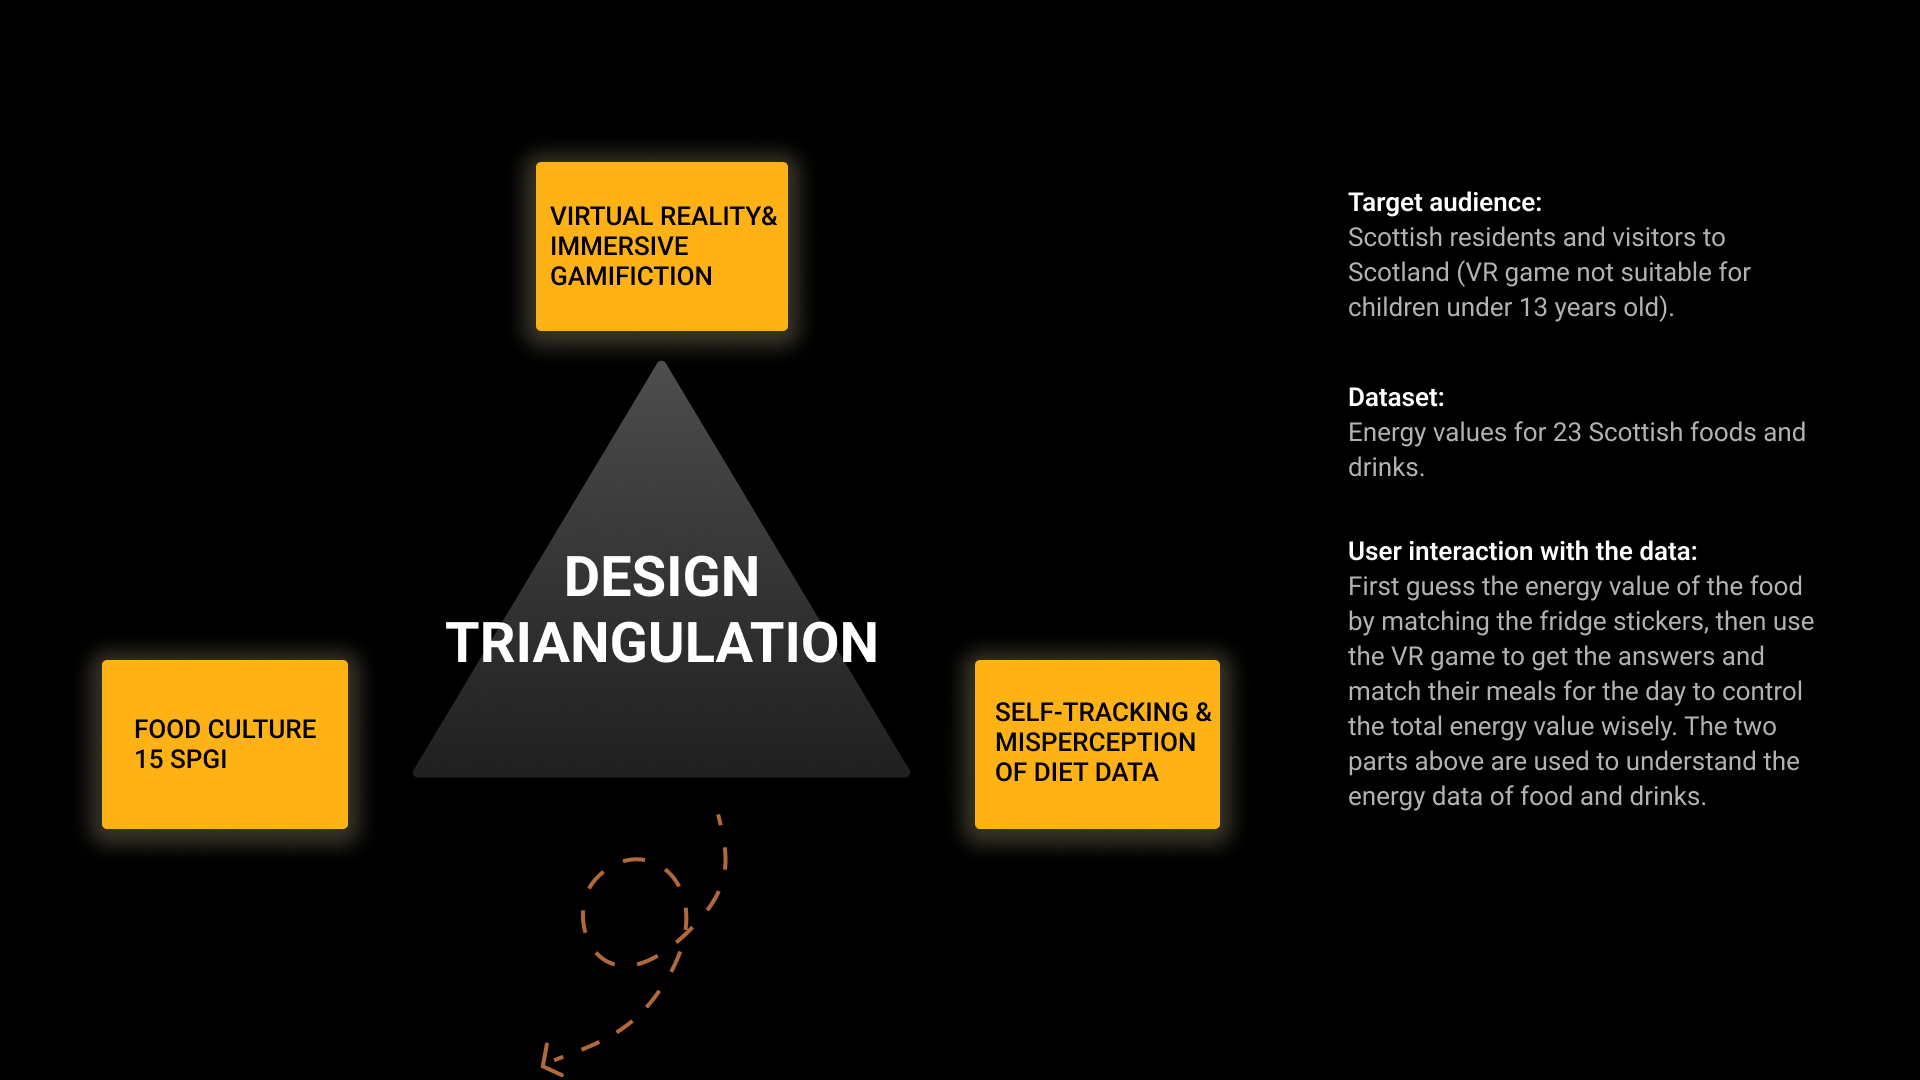 VIRTUAL REALITY&
IMMERSIVE
GAMIFICTION
DESIGN
TRIANGULATION
FOOD CULTURE
15 SPGI
SELF-TRACKING &
MISPERCEPTION
OF DIET DATA
Target audience:
Scottish residents and visitors to
Scotland (VR game not suitable for
children under 13 years old).
Dataset:
Energy values for 23 Scottish foods and
drinks.
User interaction with the data:
First guess the energy value of the food
by matching the fridge stickers, then use
the VR game to get the answers and
match their meals for the day to control
the total energy value wisely. The two
parts above are used to understand the
energy data of food and drinks.